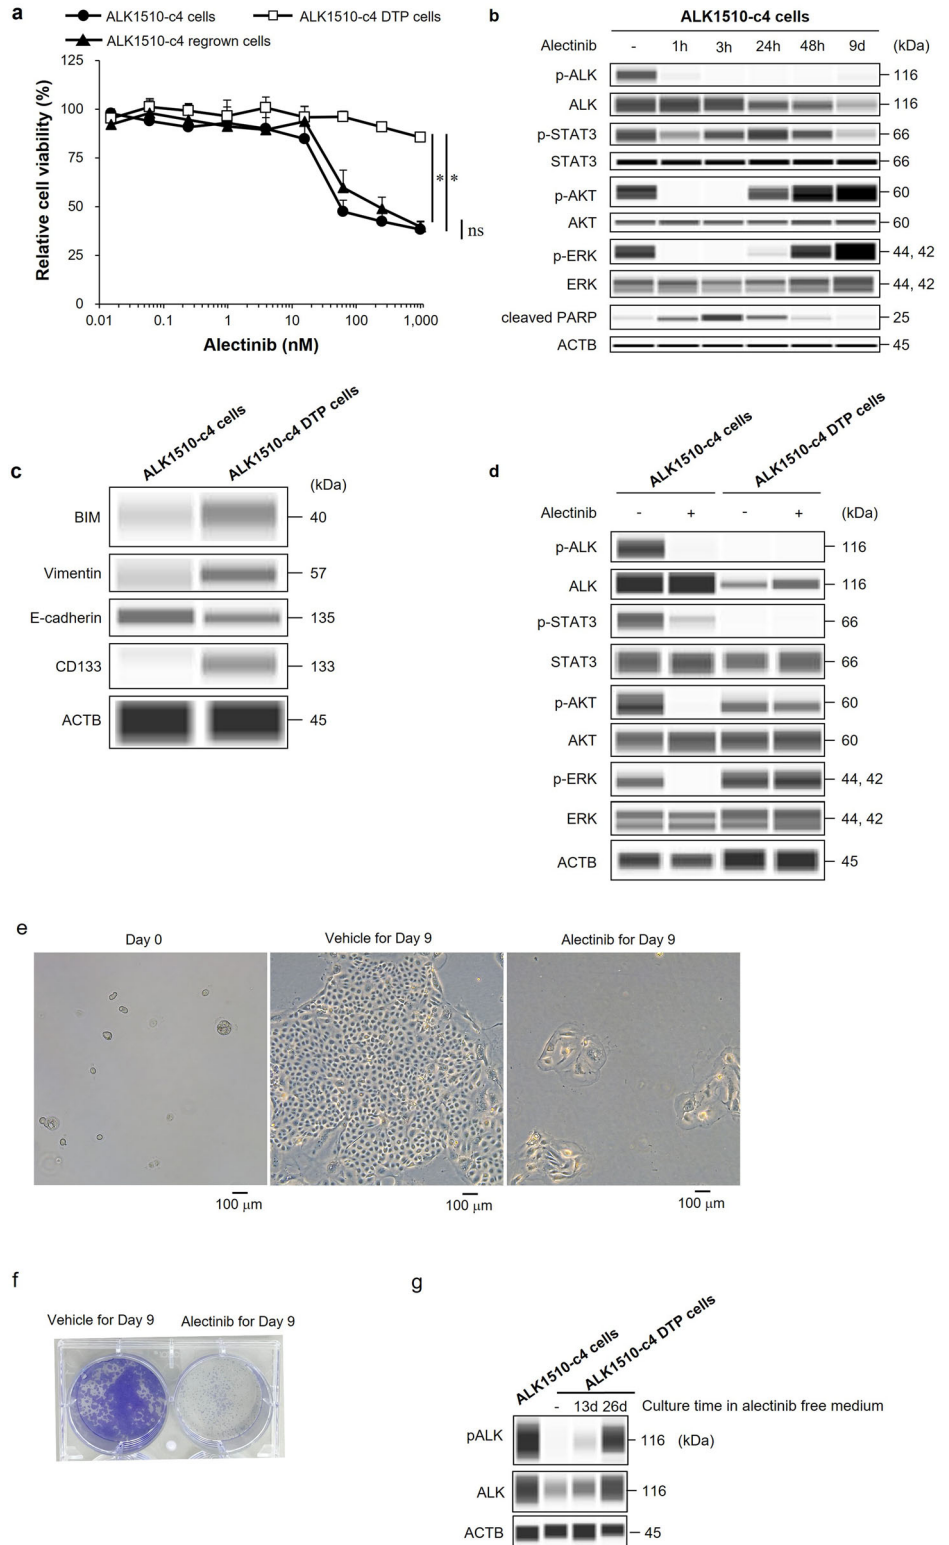 a
ALK1510-c4 cells ALK1510-c4 DTP cells
ALK1510-c4 regrown cells
Relative cell viability (%)
125
100
75
50
25
0
* *
ns
0.01 0.1 1 10 100 1,000
Alectinib (nM)
b
ALK1510-c4 cells
Alectinib - 1h 3h 24h 48h 9d (kDa)
p-ALK 116
ALK 116
p-STAT3 66
STAT3 66
p-AKT 60
AKT 60
p-ERK 44, 42
ERK 44, 42
cleaved PARP 25
ACTB 45
c
ALK1510-c4 cells
ALK1510-c4 DTP cells
(kDa)
BIM 40
Vimentin 57
E-cadherin 135
CD133 133
ACTB 45
d
ALK1510-c4 cells
ALK1510-c4 DTP cells
Alectinib - + - + (kDa)
p-ALK 116
ALK 116
p-STAT3 66
STAT3 66
p-AKT 60
AKT 60
p-ERK 44, 42
ERK 44, 42
ACTB 45
e
Day 0 Vehicle for Day 9 Alectinib for Day 9
100 μm 100 μm 100 μm
f
Vehicle for Day 9 Alectinib for Day 9
g
ALK1510-c4 cells
ALK1510-c4 DTP cells
- 13d 26d Culture time in alectinib free medium
pALK 116 (kDa)
ALK 116
ACTB 45